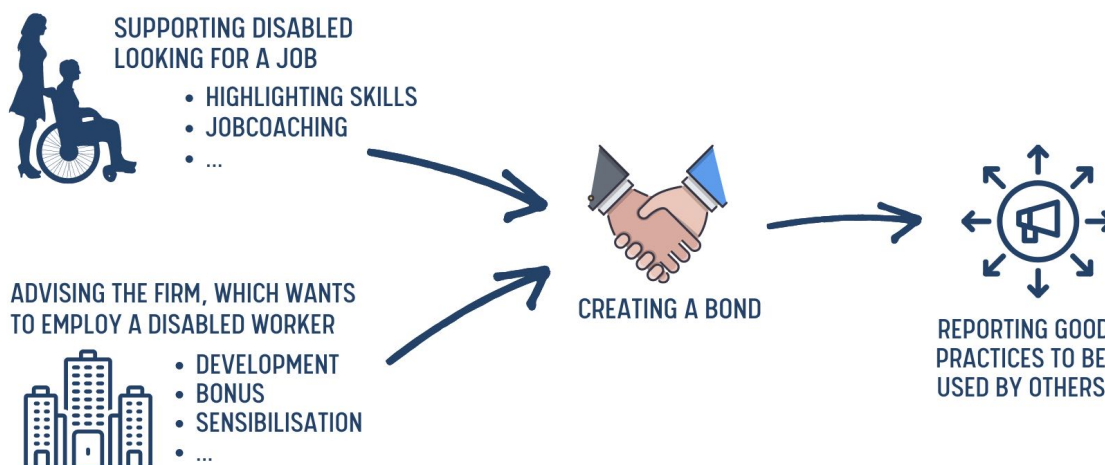 SUPPORTING DISABLED
LOOKING FOR A JOB
• HIGHLIGHTING SKILLS
• JOBCOACHING
• ...
ADVISING THE FIRM, WHICH WANTS
TO EMPLOY A DISABLED WORKER
• DEVELOPMENT
• BONUS
• SENSIBILISATION
• ...
CREATING A BOND
REPORTING GOOD
PRACTICES TO BE
USED BY OTHERS